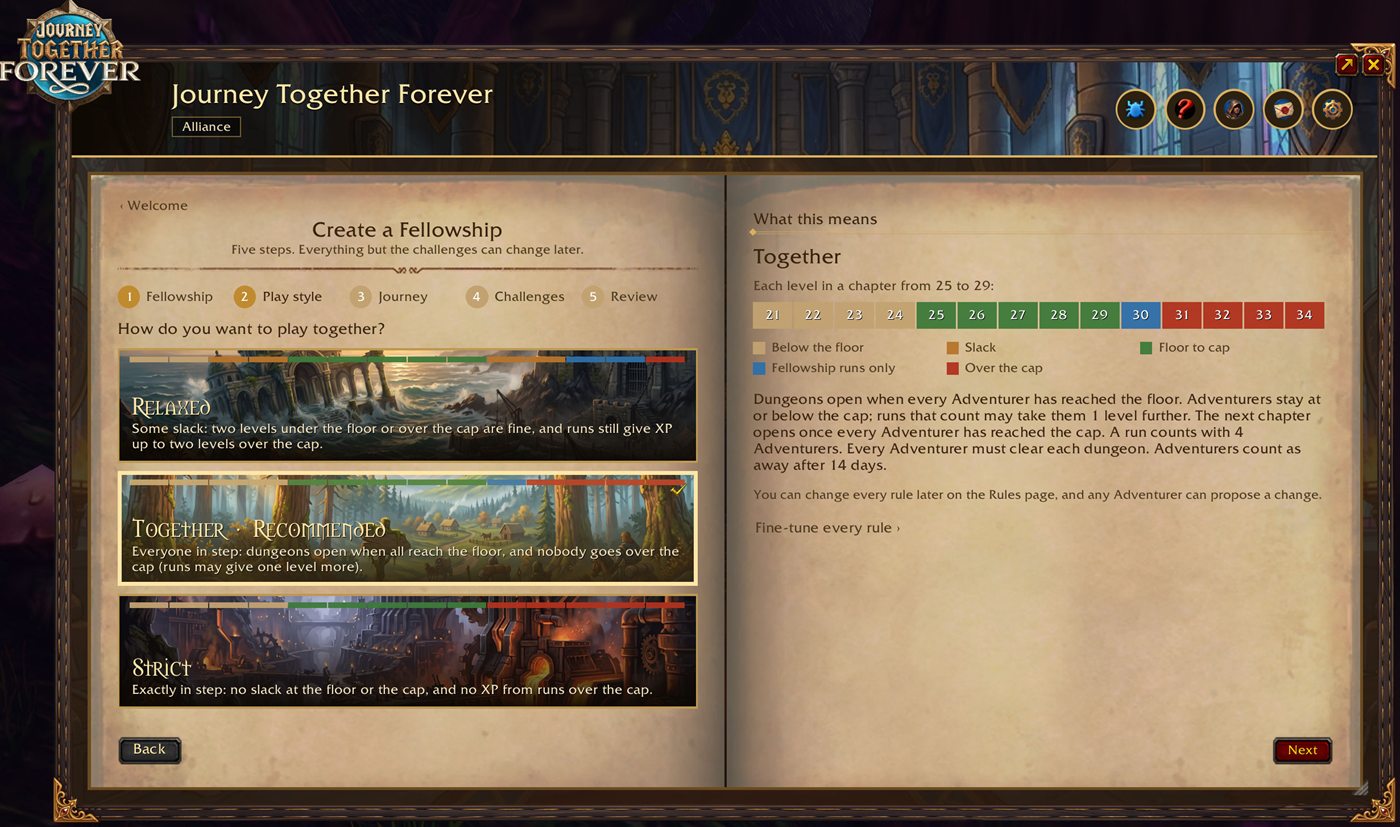 JOURNEY
TOGETHER
FOREVER
Journey Together Forever
Alliance
‹ Welcome
Create a Fellowship
Five steps. Everything but the challenges can change later.
1 Fellowship 2 Play style 3 Journey 4 Challenges 5 Review
How do you want to play together?
Relaxed
Some slack: two levels under the floor or over the cap are fine, and runs still give XP
up to two levels over the cap.
Together · Recommended
Everyone in step: dungeons open when all reach the floor, and nobody goes over the
cap (runs may give one level more).
Strict
Exactly in step: no slack at the floor or the cap, and no XP from runs over the cap.
Back
What this means
Together
Each level in a chapter from 25 to 29:
21 22 23 24 25 26 27 28 29 30 31 32 33 34
Below the floor Slack Floor to cap
Fellowship runs only Over the cap
Dungeons open when every Adventurer has reached the floor. Adventurers stay at
or below the cap; runs that count may take them 1 level further. The next chapter
opens once every Adventurer has reached the cap. A run counts with 4
Adventurers. Every Adventurer must clear each dungeon. Adventurers count as
away after 14 days.
You can change every rule later on the Rules page, and any Adventurer can propose a change.
Fine-tune every rule ›
Next